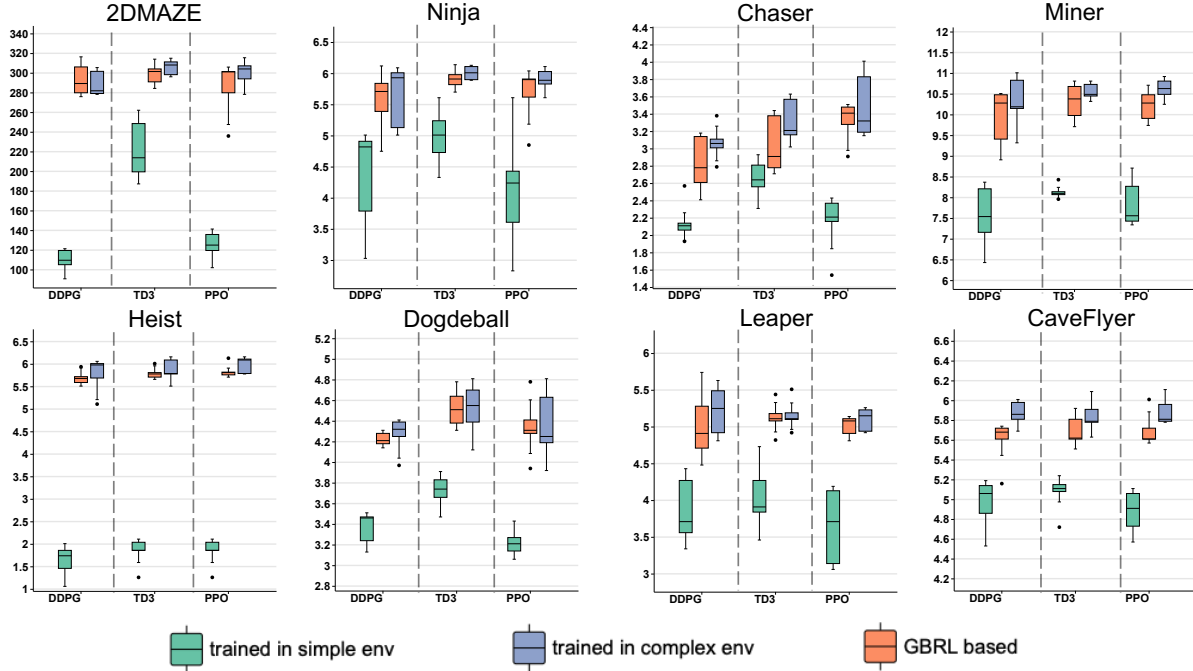 2DMAZE
340
320
300
280
260
240
220
200
180
160
140
120
100
DDPG
TD3
PPO
Ninja
6.5
6
5.5
5
4.5
4
3.5
3
DDPG
TD3
PPO
Chaser
4.4
4.2
4
3.8
3.6
3.4
3.2
3
2.8
2.6
2.4
2.2
2
1.8
1.6
1.4
DDPG
TD3
PPO
Miner
12
11.5
11
10.5
10
9.5
9
8.5
8
7.5
7
6.5
6
DDPG
TD3
PPO
Heist
6.5
6
5.5
5
4.5
4
3.5
3
2.5
2
1.5
1
DDPG
TD3
PPO
Dogdeball
5.2
5
4.8
4.6
4.4
4.2
4
3.8
3.6
3.4
3.2
3
2.8
DDPG
TD3
PPO
Leaper
6
5.5
5
4.5
4
3.5
3
DDPG
TD3
PPO
CaveFlyer
6.6
6.4
6.2
6
5.8
5.6
5.4
5.2
5
4.8
4.6
4.4
4.2
DDPG
TD3
PPO
trained in simple env
trained in complex env
GBRL based